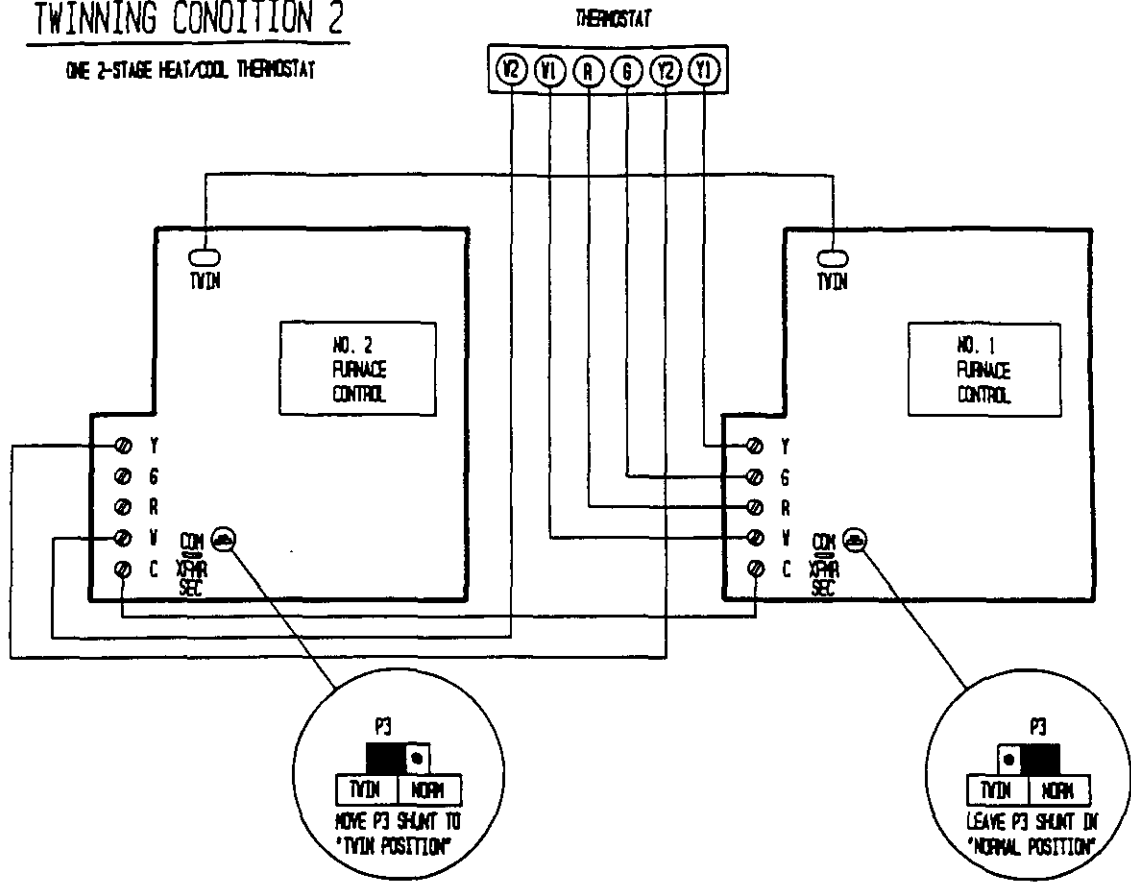 TWINNING CONDITION 2
ONE 2-STAGE HEAT/COOL THERMOSTAT
THERMOSTAT
W2 W1 R G Y2 Y1
TWIN
NO. 2
FURNACE
CONTROL
Y
G
R
W
C
COM
XFMR
SEC
P3
TWIN NORM
MOVE P3 SHUNT TO
"TWIN POSITION"
TWIN
NO. 1
FURNACE
CONTROL
Y
G
R
W
C
COM
XFMR
SEC
P3
TWIN NORM
LEAVE P3 SHUNT IN
"NORMAL POSITION"